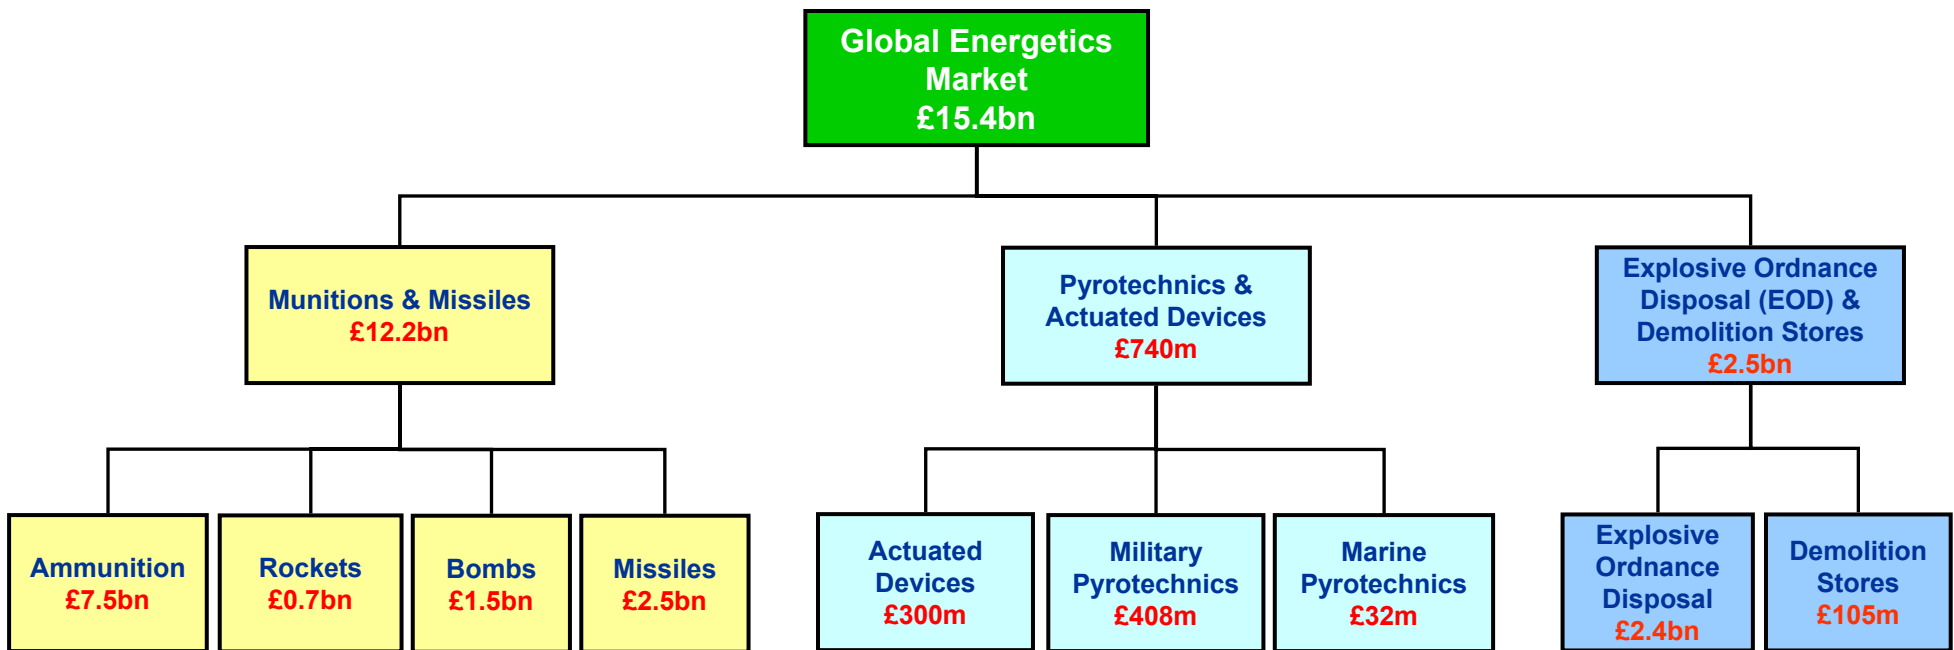 Global Energetics
Market
£15.4bn
Munitions & Missiles
£12.2bn
Pyrotechnics &
Actuated Devices
£740m
Explosive Ordnance
Disposal (EOD) &
Demolition Stores
£2.5bn
Ammunition
£7.5bn
Rockets
£0.7bn
Bombs
£1.5bn
Missiles
£2.5bn
Actuated
Devices
£300m
Military
Pyrotechnics
£408m
Marine
Pyrotechnics
£32m
Explosive
Ordnance
Disposal
£2.4bn
Demolition
Stores
£105m